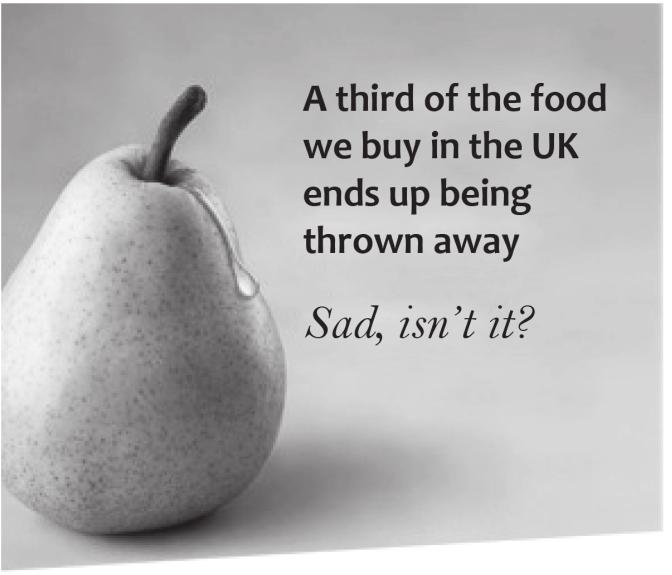 A third of the food
we buy in the UK
ends up being
thrown away
Sad, isn’t it?